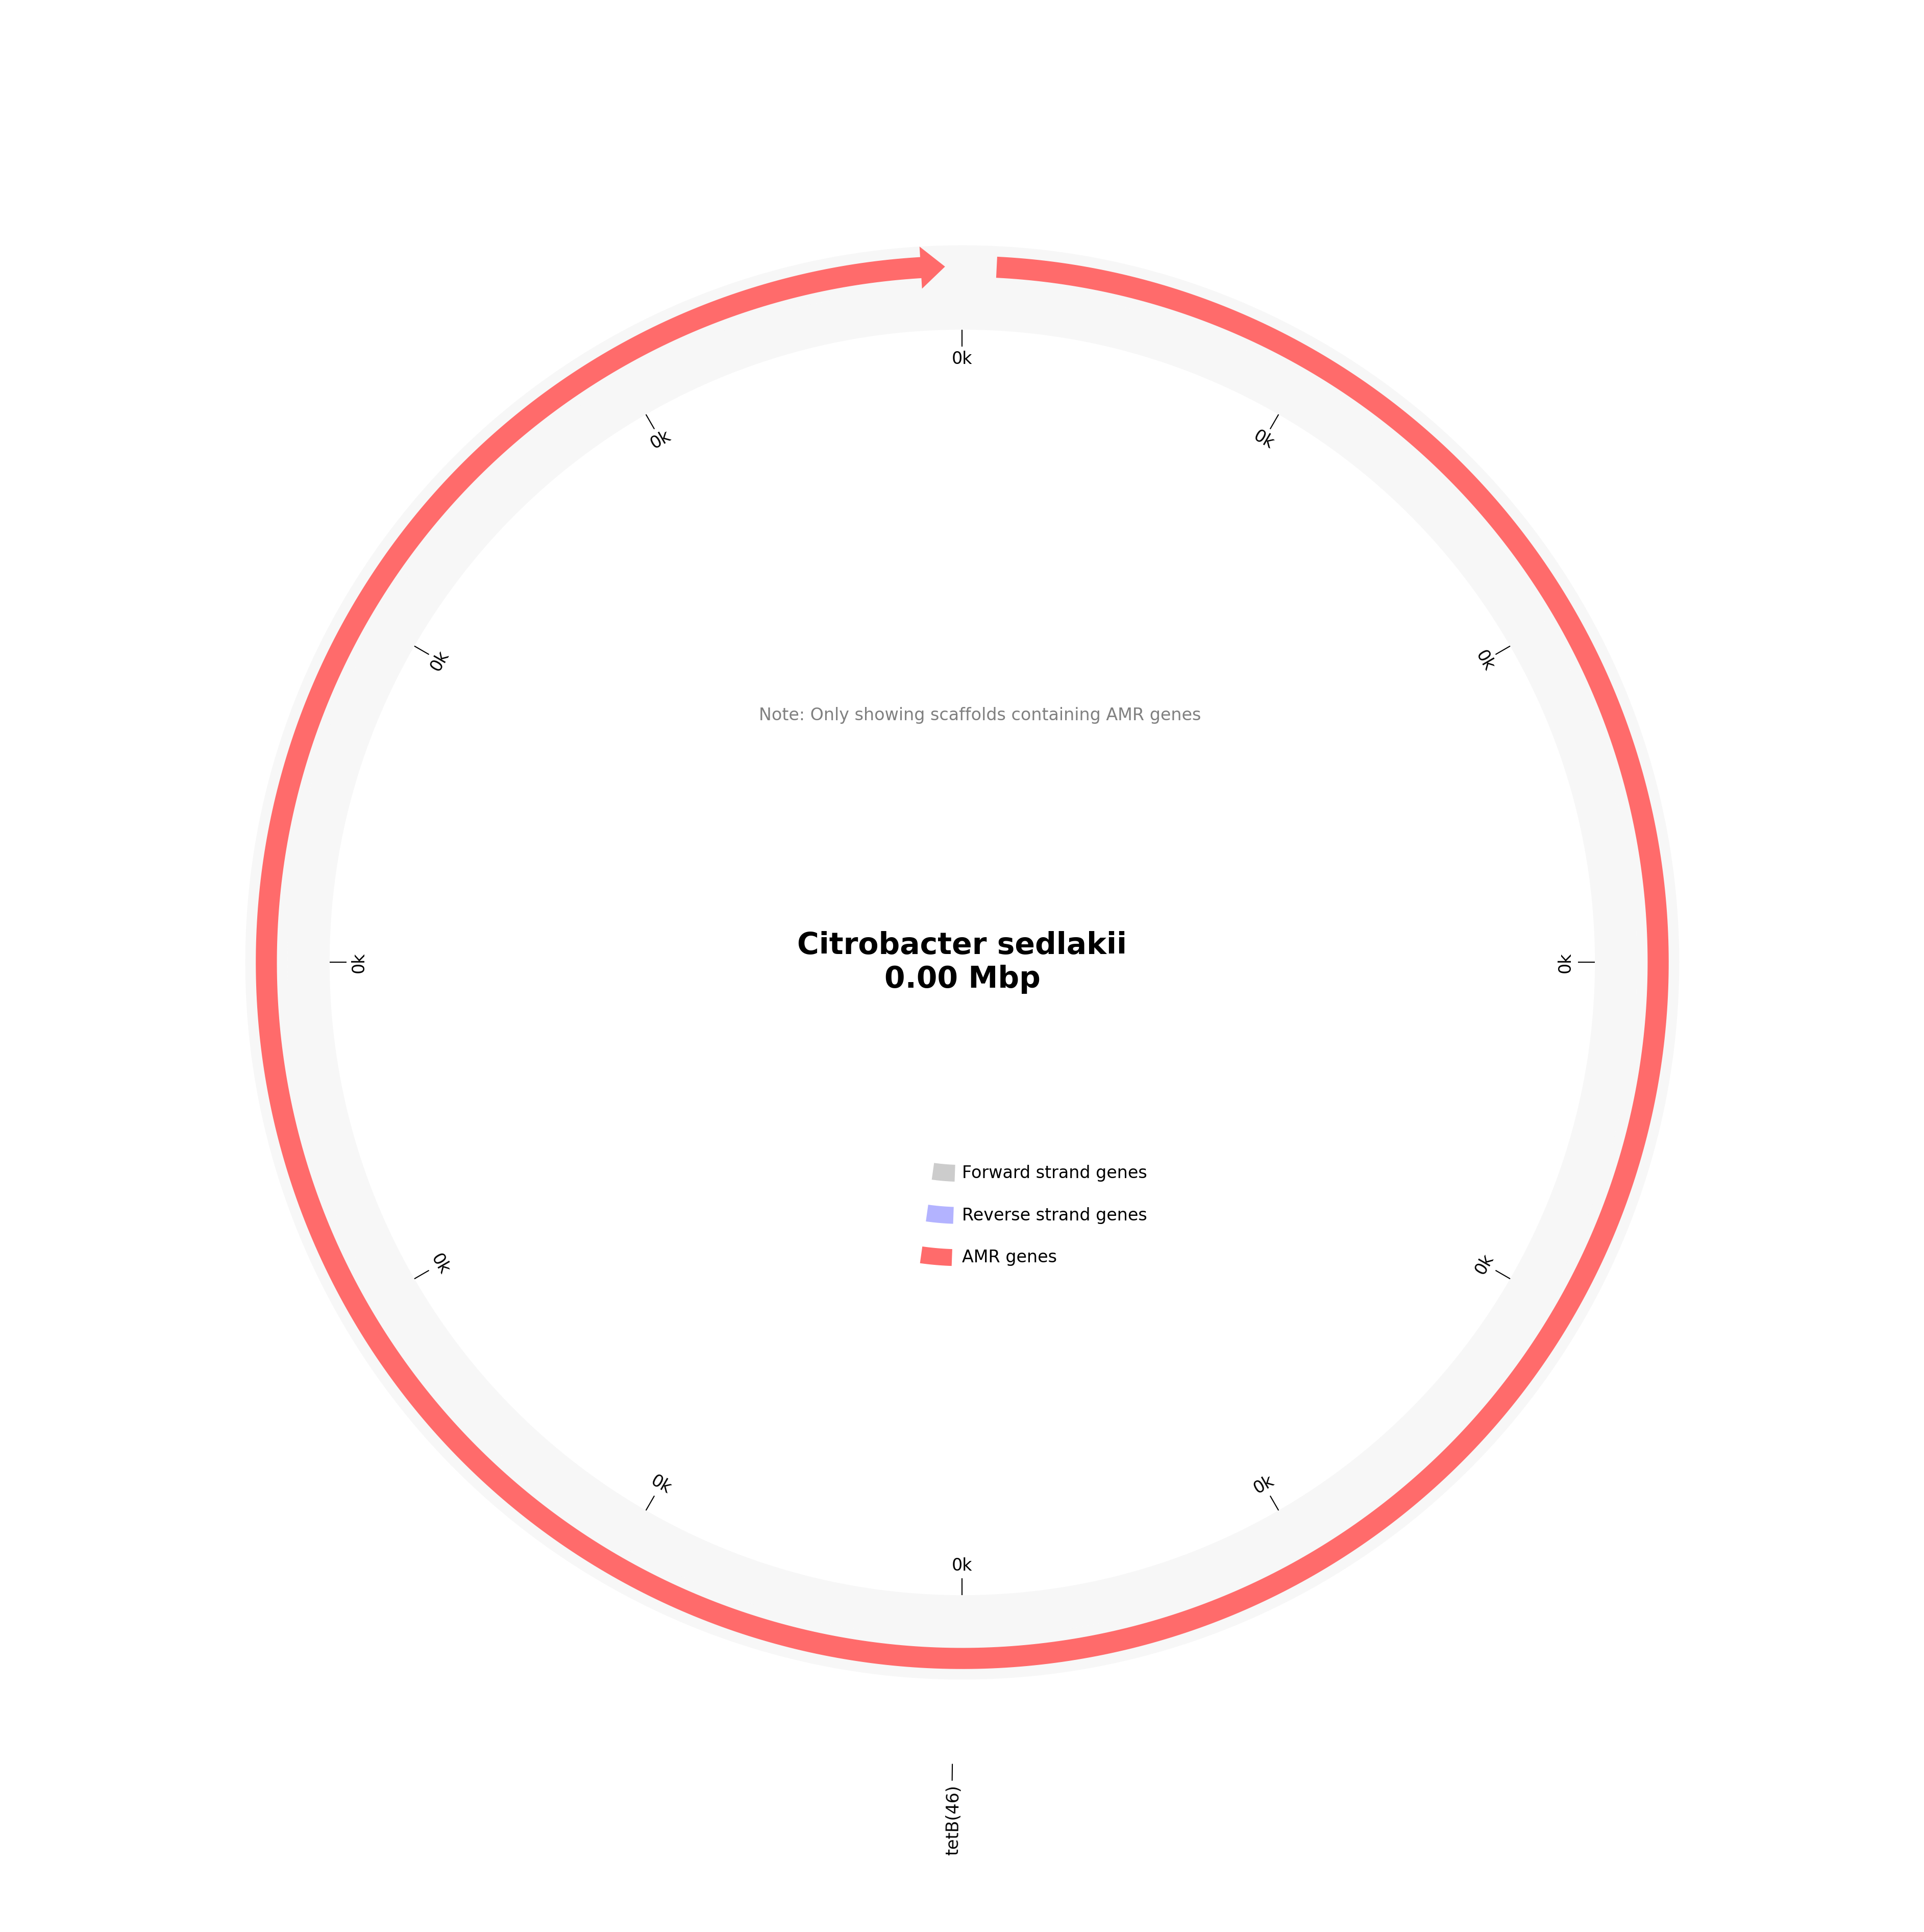 0k
0k
0k
0k
0k
0k
Note: Only showing scaffolds containing AMR genes
Citrobacter sedlakii
0.00 Mbp
0k
0k
Forward strand genes
Reverse strand genes
AMR genes
0k
0k
0k
0k
tetB(46)